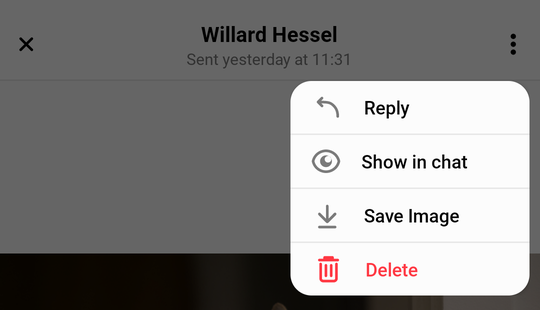 Willard Hessel
Sent yesterday at 11:31
Reply
Show in chat
Save Image
Delete